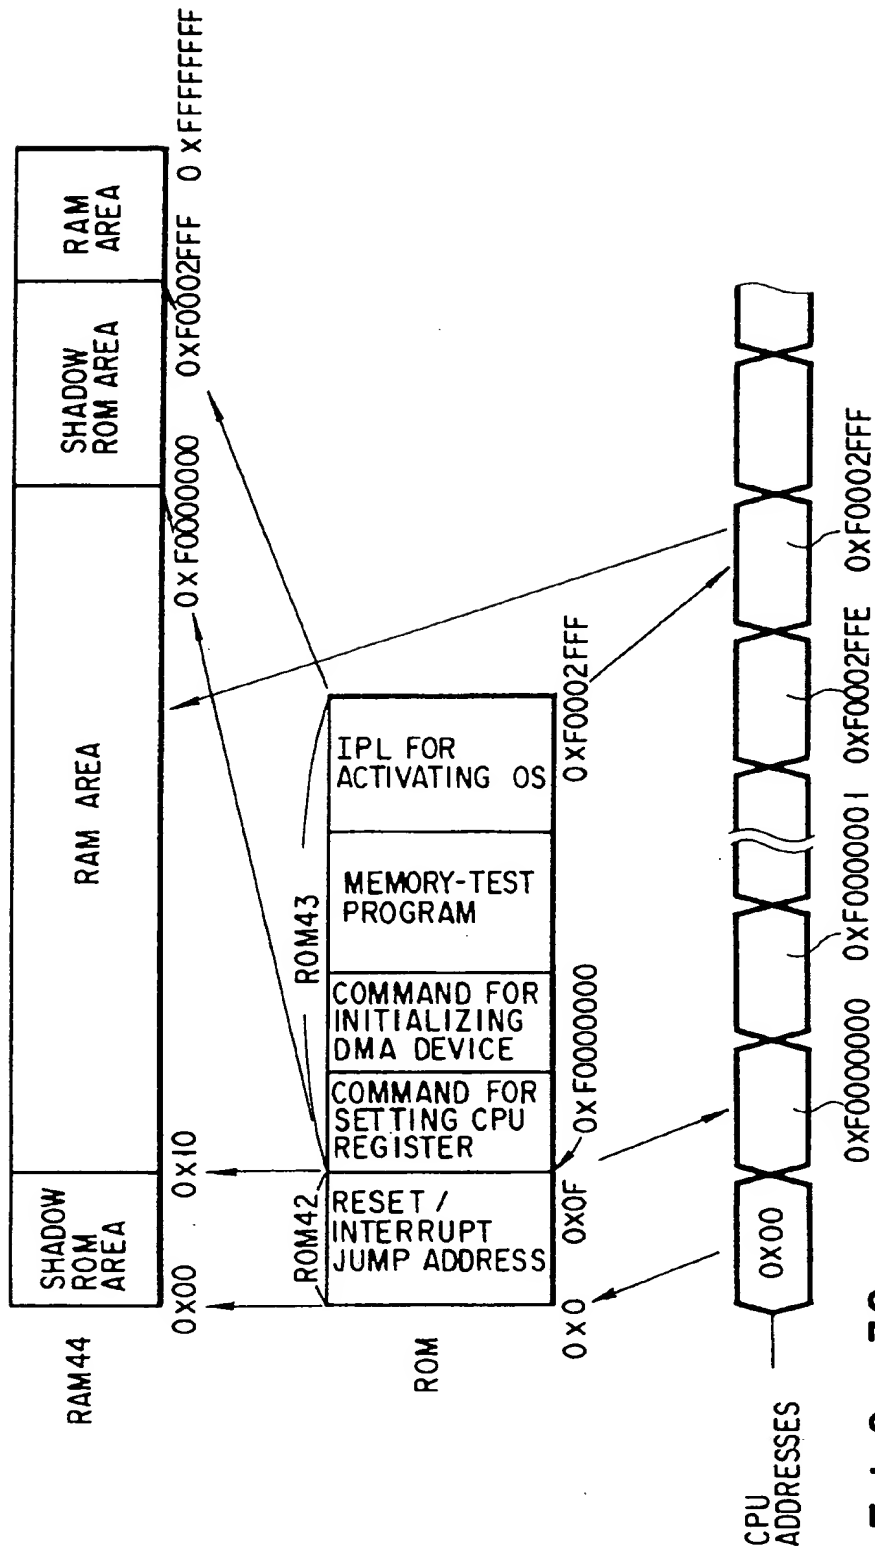 RAM44
SHADOW
ROM
AREA
RAM AREA
SHADOW
ROM AREA
RAM
AREA
0X00
0X10
0XF0000000
0XF0002FFF
0XFFFFFFFF
ROM
ROM42
ROM43
RESET /
INTERRUPT
JUMP ADDRESS
COMMAND FOR
SETTING CPU
REGISTER
COMMAND FOR
INITIALIZING
DMA DEVICE
MEMORY-TEST
PROGRAM
IPL FOR
ACTIVATING OS
0X0
0X0F
0XF0000000
0XF0002FFF
CPU
ADDRESSES
0X00
0XF0000000
0XF0000001
0XF0002FFE
0XF0002FFF